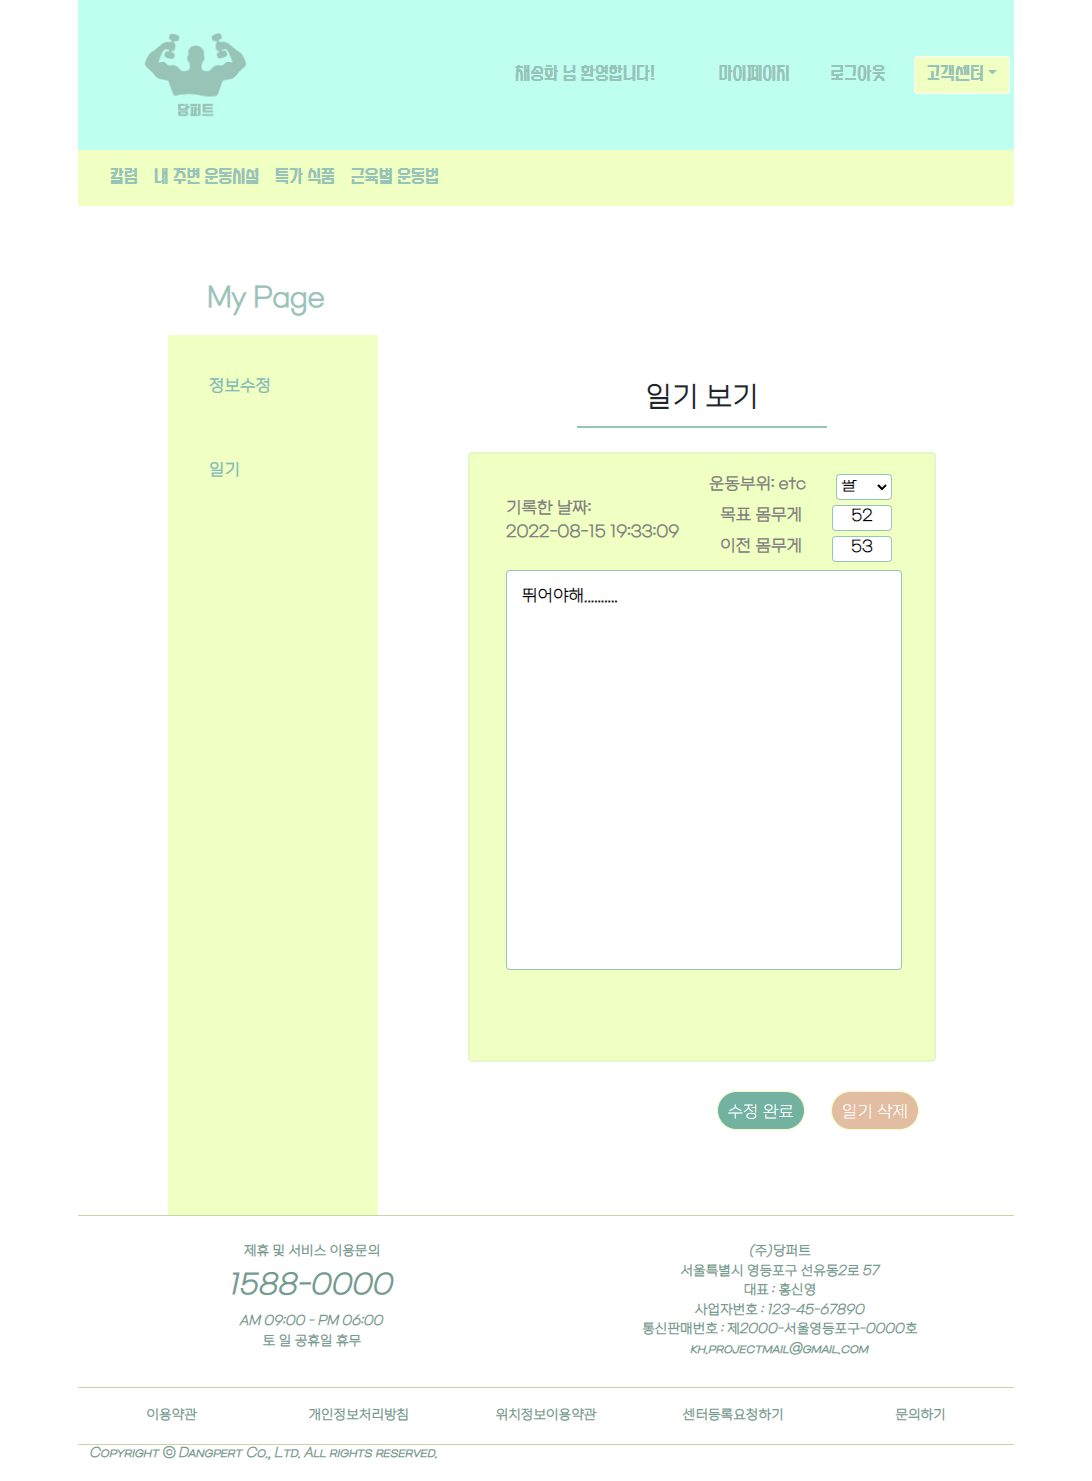 당퍼트
채송화 님 환영합니다!
마이페이지
로그아웃
고객센터
칼럼 내 주변 운동시설 특가 식품 근육별 운동법
My Page
정보수정
일기
일기 보기
기록한 날짜:
2022-08-15 19:33:09
운동부위: etc
팔
목표 몸무게 52
이전 몸무게 53
뛰어야해..........
수정 완료
일기 삭제
제휴 및 서비스 이용문의
1588-0000
AM 09:00 - PM 06:00
토 일 공휴일 휴무
(주)당퍼트
서울특별시 영등포구 선유동2로 57
대표 : 홍신영
사업자번호 : 123-45-67890
통신판매번호 : 제2000-서울영등포구-0000호
KH.PROJECTMAIL@GMAIL.COM
이용약관
개인정보처리방침
위치정보이용약관
센터등록요청하기
문의하기
Copyright ⓒ Dangpert Co., Ltd. All rights reserved.